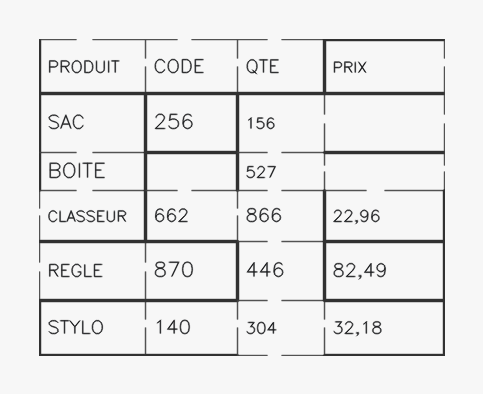 PRODUIT CODE QTE PRIX
SAC 256 156
BOITE 527
CLASSEUR 662 866 22,96
REGLE 870 446 82,49
STYLO 140 304 32,18